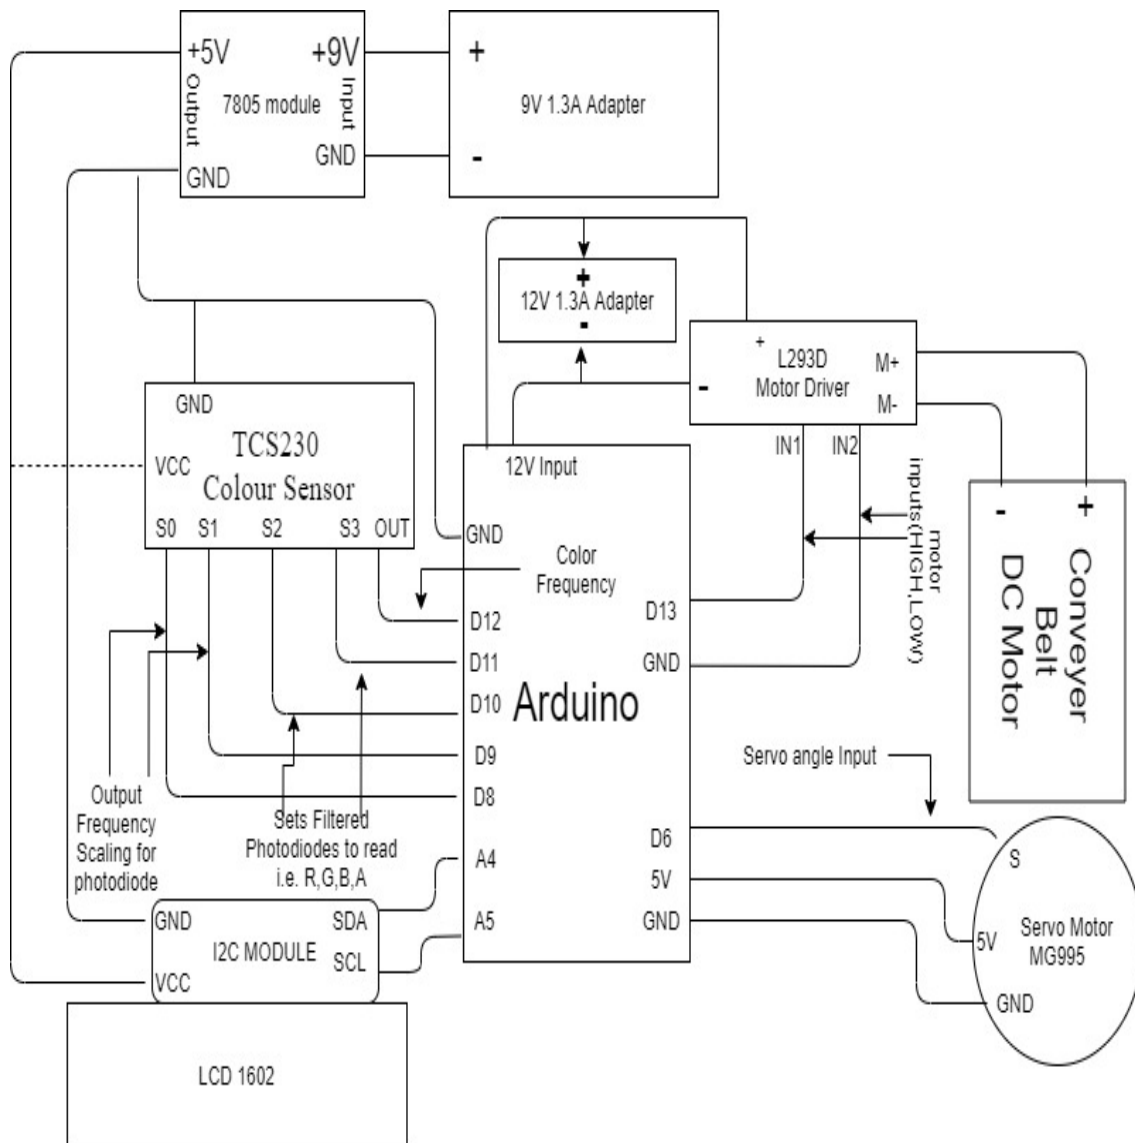 +5V
+9V
Output
7805 module
Input
GND
GND
+
9V 1.3A Adapter
-
+
12V 1.3A Adapter
-
+
L293D
Motor Driver
-
M+
M-
IN1
IN2
motor
inputs(HIGH,LOW)
GND
TCS230
Colour Sensor
VCC
S0
S1
S2
S3
OUT
12V Input
GND
Color
Frequency
D12
D11
D10
D9
D8
A4
A5
Arduino
D13
GND
D6
5V
GND
-
+
Conveyer
Belt
DC Motor
Servo angle Input
S
5V
GND
Servo Motor
MG995
Output
Frequency
Scaling for
photodiode
Sets Filtered
Photodiodes to read
i.e. R,G,B,A
GND
SDA
I2C MODULE
SCL
VCC
LCD 1602